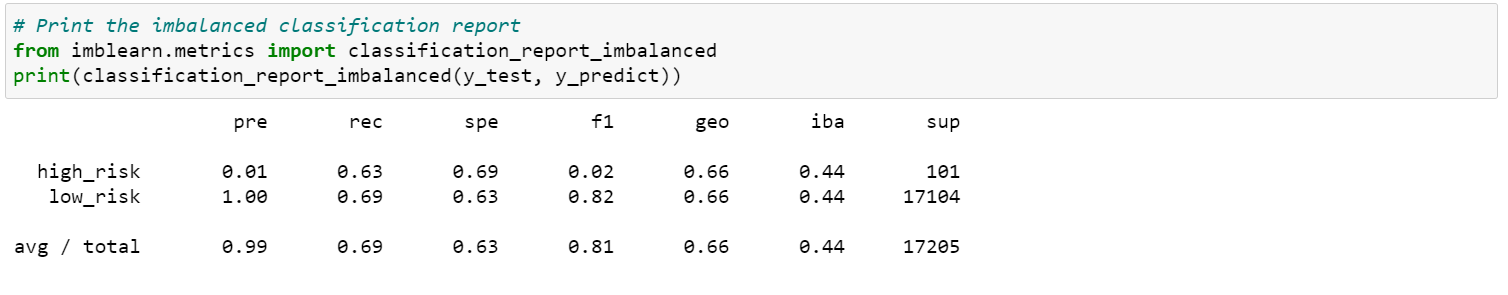 # Print the imbalanced classification report
from imblearn.metrics import classification_report_imbalanced
print(classification_report_imbalanced(y_test, y_predict))
pre rec spe f1 geo iba sup
high_risk 0.01 0.63 0.69 0.02 0.66 0.44 101
low_risk 1.00 0.69 0.63 0.82 0.66 0.44 17104
avg / total 0.99 0.69 0.63 0.81 0.66 0.44 17205